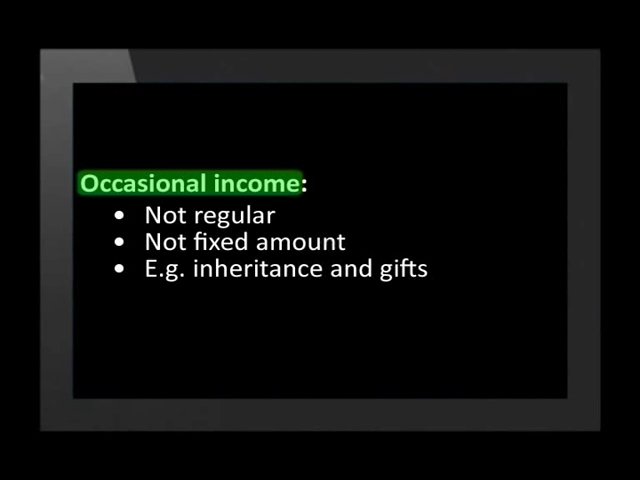 Occasional income:
• Not regular
• Not fixed amount
• E.g. inheritance and gifts